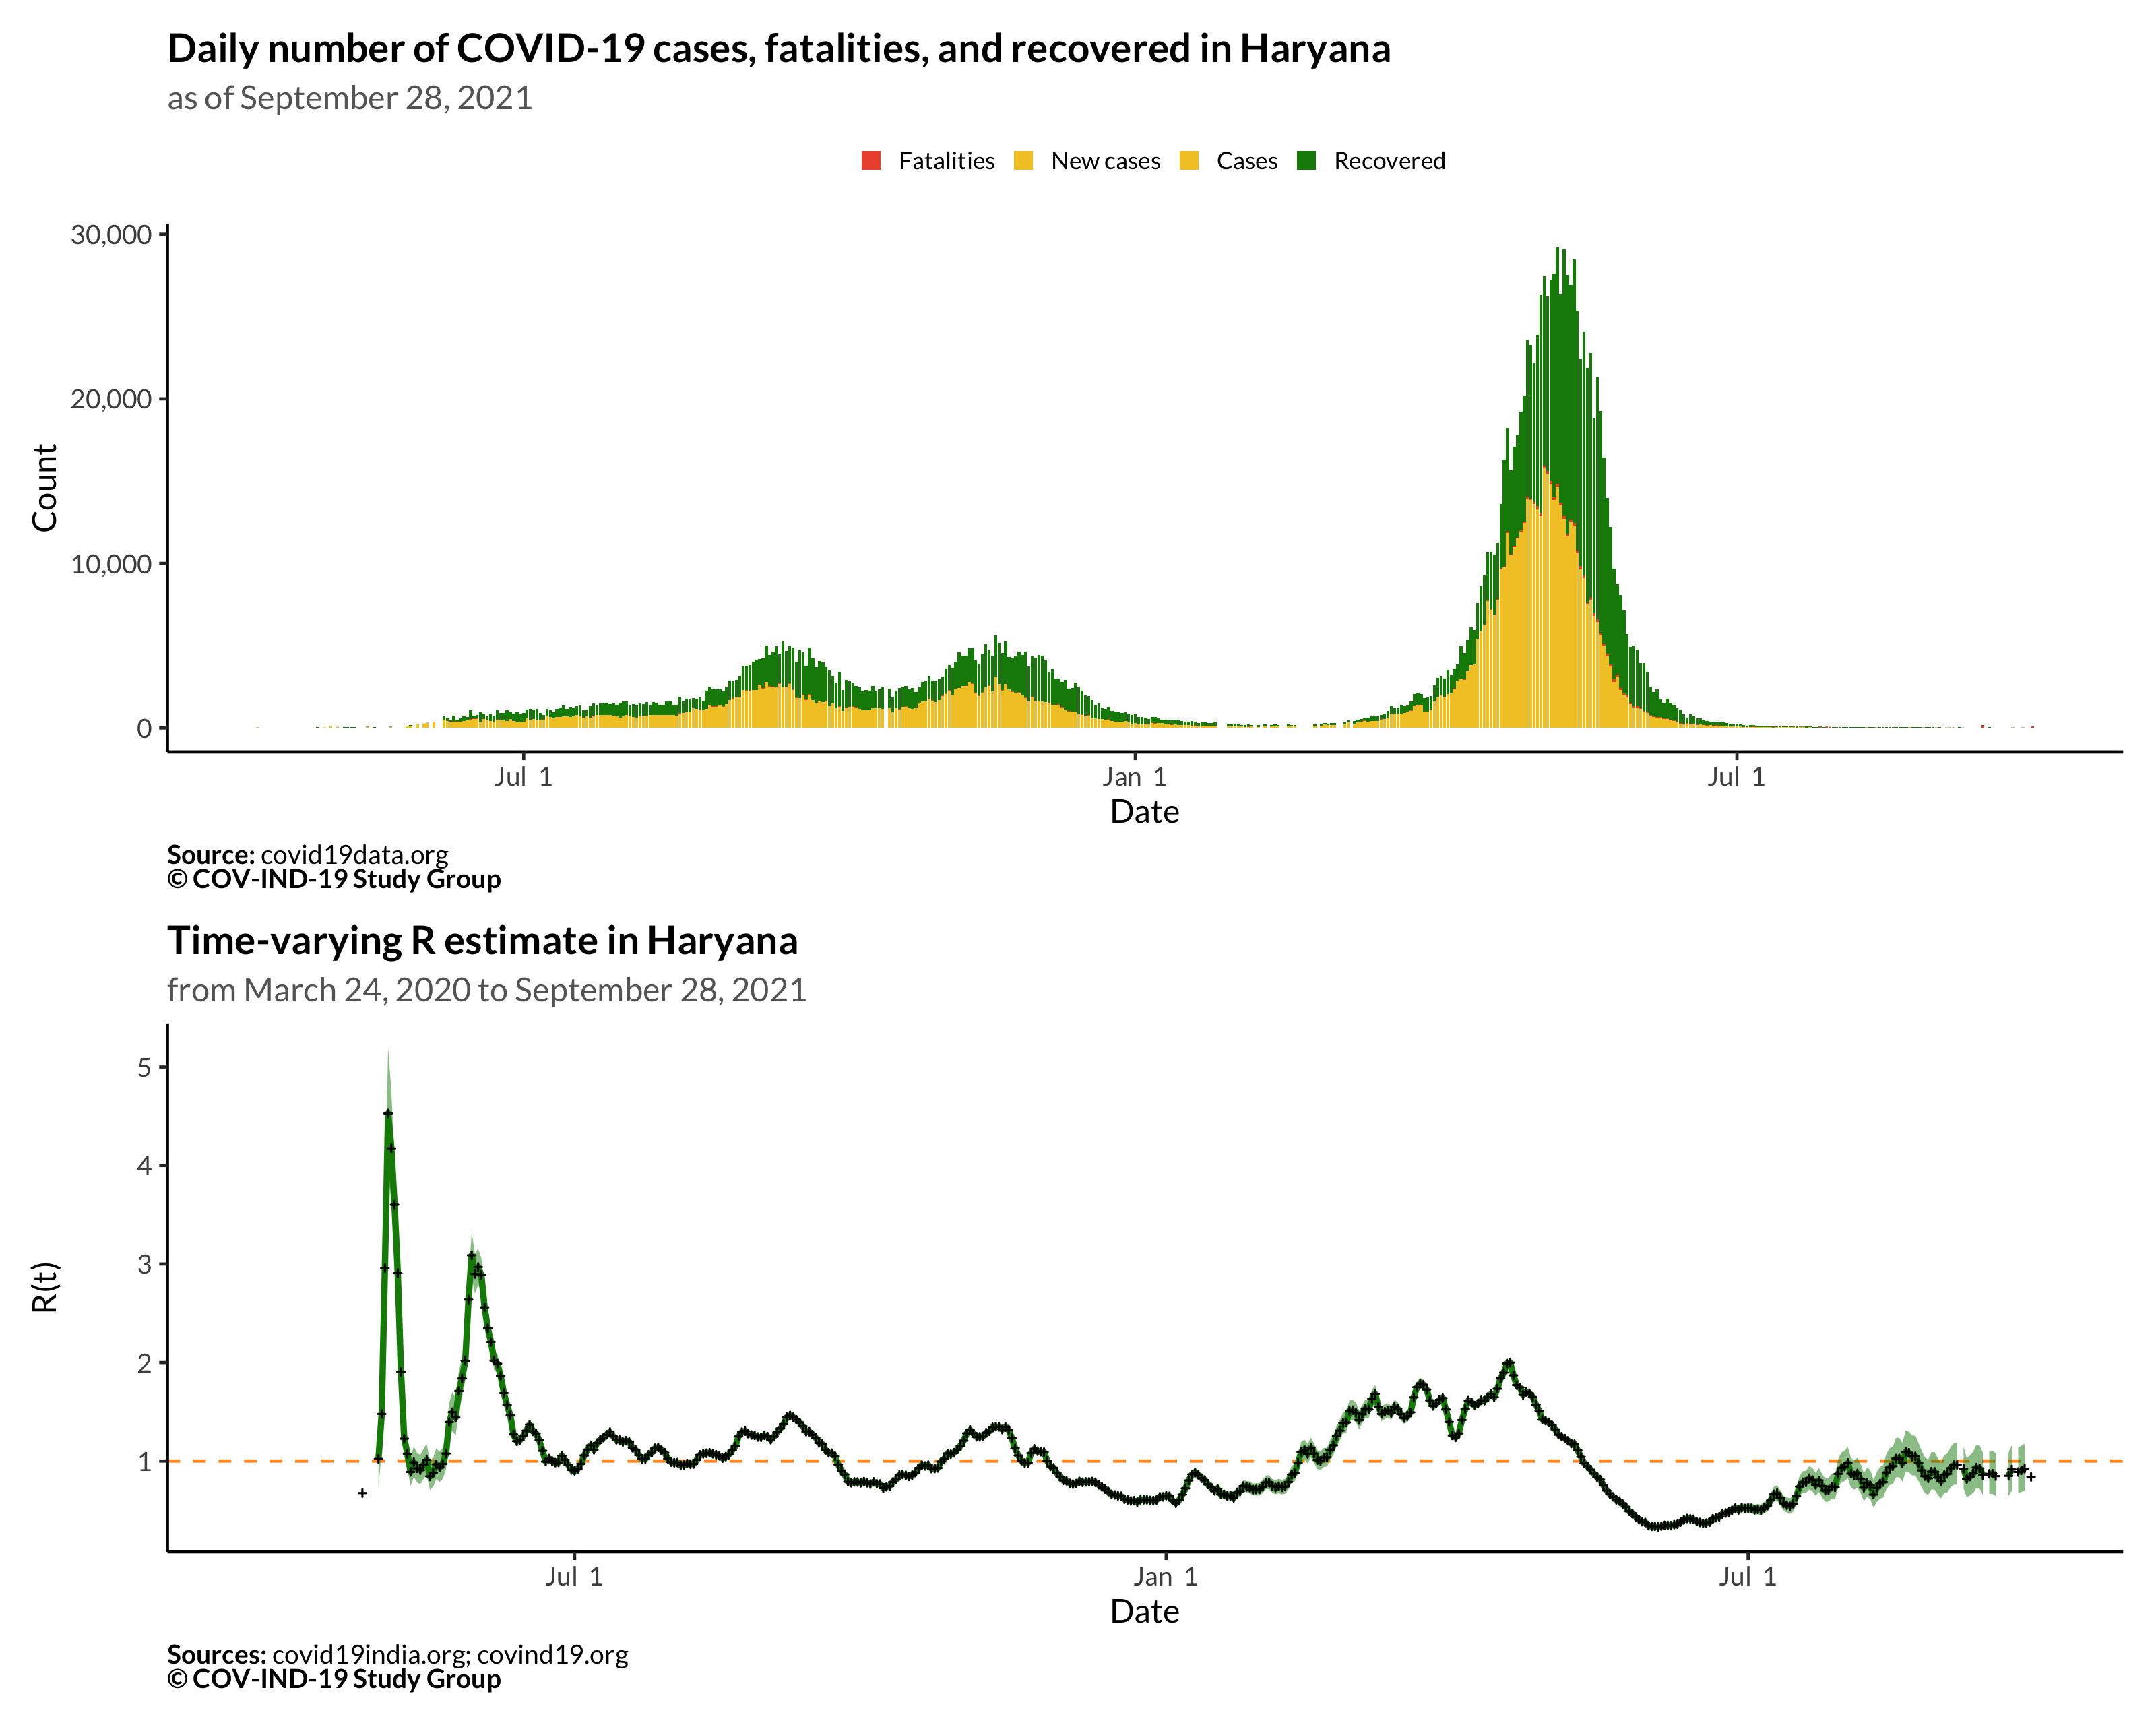 Daily number of COVID-19 cases, fatalities, and recovered in Haryana
as of September 28, 2021
Fatalities New cases Cases Recovered
30,000
20,000
10,000
0
Count
Jul 1 Jan 1 Jul 1
Date
Source: covid19data.org
© COV-IND-19 Study Group
Time-varying R estimate in Haryana
from March 24, 2020 to September 28, 2021
5
4
3
2
1
R(t)
Jul 1 Jan 1 Jul 1
Date
Sources: covid19india.org; covind19.org
© COV-IND-19 Study Group